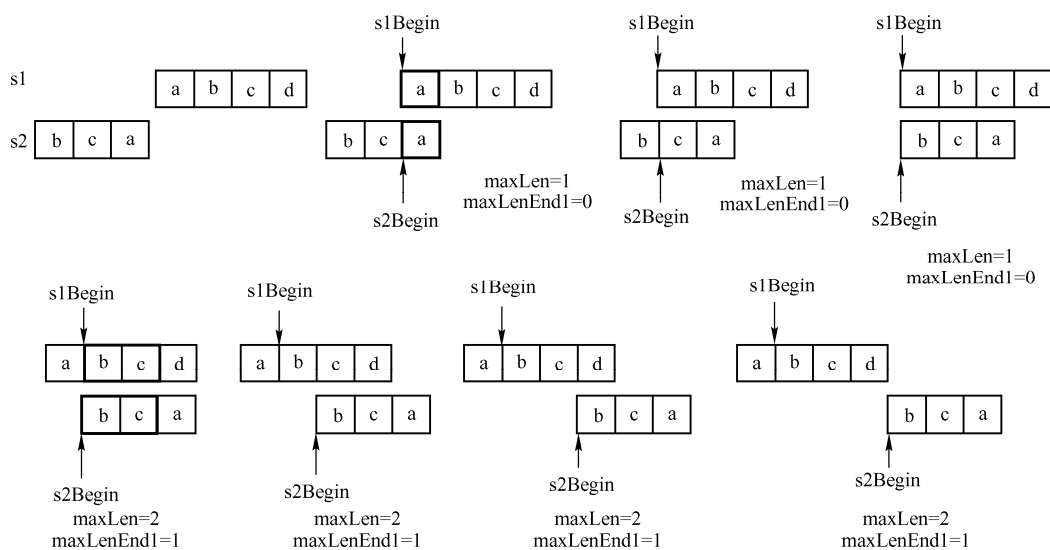 s1Begin s1Begin s1Begin
s1 a b c d a b c d a b c d a b c d
s2 b c a b c a b c a b c a
maxLen=1 maxLen=1
maxLenEnd1=0 maxLenEnd1=0
s2Begin s2Begin s2Begin
maxLen=1
maxLenEnd1=0
s1Begin s1Begin s1Begin s1Begin
a b c d a b c d a b c d a b c d
b c a b c a b c a b c a
s2Begin s2Begin s2Begin s2Begin
maxLen=2 maxLen=2 maxLen=2 maxLen=2
maxLenEnd1=1 maxLenEnd1=1 maxLenEnd1=1 maxLenEnd1=1